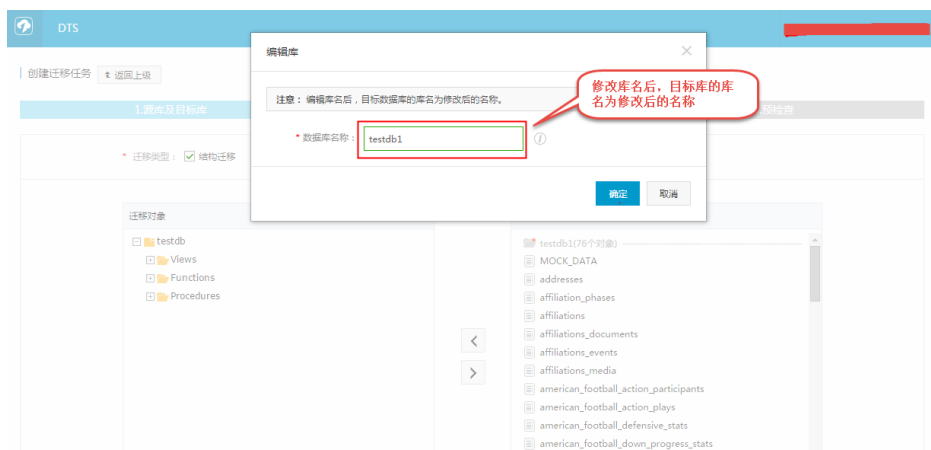 DTS
编辑库
创建迁移任务 返回上级
修改库名后，目标库的库
名为修改后的名称
注意：编辑库名后，目标数据库的库名为修改后的名称。
1.源库及目标库
检查
* 数据库名称： testdb1
* 迁移类型： 结构迁移
确定 取消
迁移对象
testdb
Views
Functions
Procedures
testdb1(76个对象)
MOCK_DATA
addresses
affiliation_phases
affiliations
affiliations_documents
affiliations_events
affiliations_media
american_football_action_participants
american_football_action_plays
american_football_defensive_stats
american_football_down_progress_stats